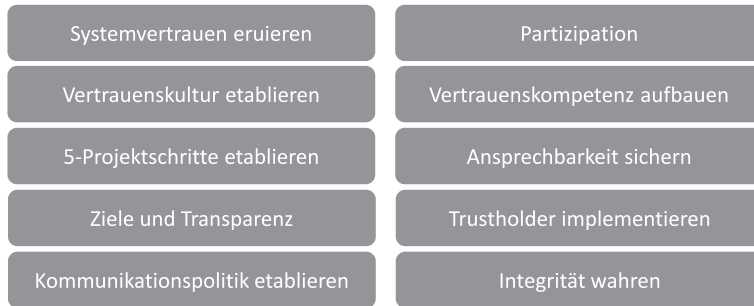 Systemvertrauen eruieren
Partizipation
Vertrauenskultur etablieren
Vertrauenskompetenz aufbauen
5-Projektschritte etablieren
Ansprechbarkeit sichern
Ziele und Transparenz
Trustholder implementieren
Kommunikationspolitik etablieren
Integrität wahren